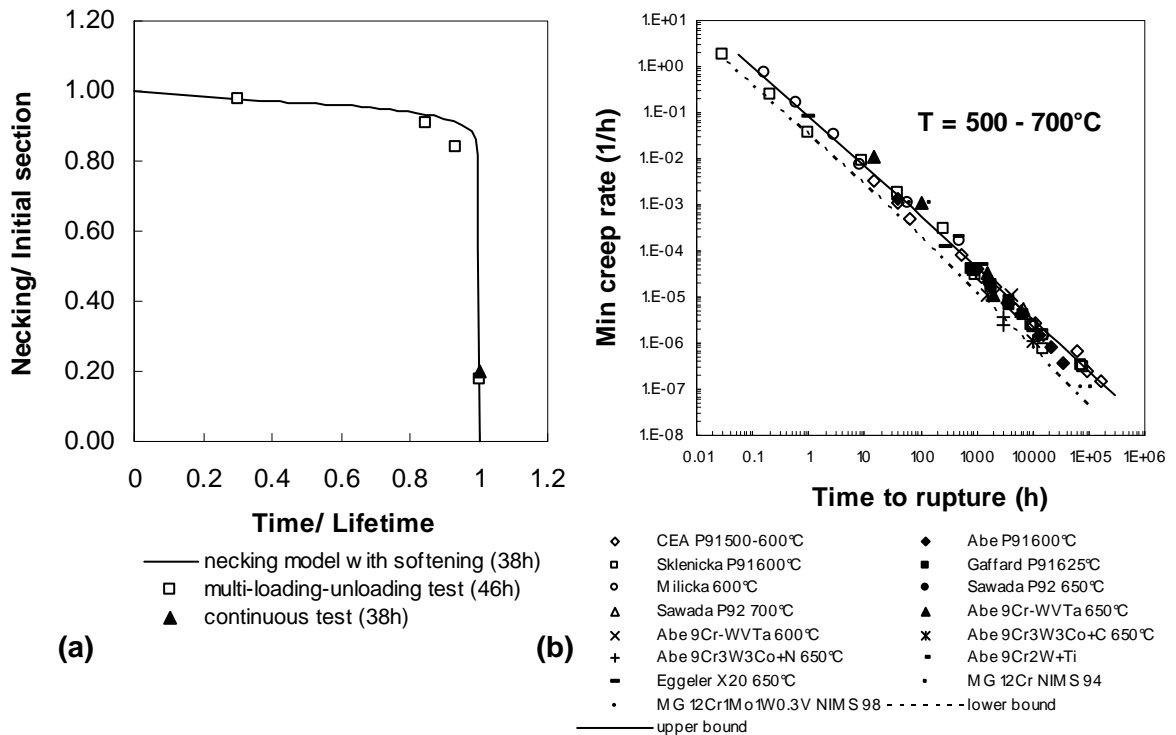 1.20
1.00
0.80
0.60
0.40
0.20
0.00
Necking/ Initial section
0 0.2 0.4 0.6 0.8 1 1.2
Time/ Lifetime
necking model with softening (38h)
multi-loading-unloading test (46h)
continuous test (38h)
(a)
1.E+01
1.E+00
1.E-01
1.E-02
1.E-03
1.E-04
1.E-05
1.E-06
1.E-07
1.E-08
Min creep rate (1/h)
T = 500 - 700°C
0.01 0.1 1 10 100 1000 10000 1E+05 1E+06
Time to rupture (h)
(b)
CEA P91500-600°C
Abe P91600°C
Sklenicka P91600°C
Gaffard P91625°C
Milicka 600°C
Sawada P92 650°C
Sawada P92 700°C
Abe 9Cr-WVTa 650°C
Abe 9Cr-WVTa 600°C
Abe 9Cr3W3Co+C 650°C
Abe 9Cr3W3Co+N 650°C
Abe 9Cr2W+Ti
Eggeler X20 650°C
MG 12Cr NIMS 94
MG 12Cr1Mo1W0.3V NIMS 98
lower bound
upper bound